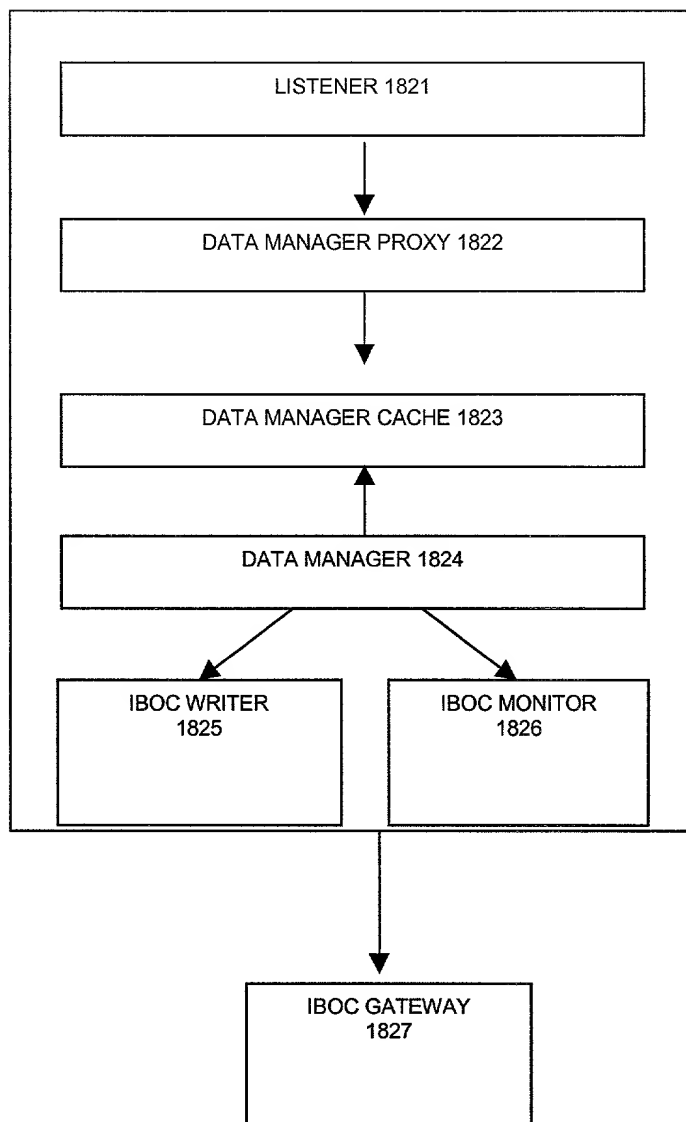 LISTENER 1821
DATA MANAGER PROXY 1822
DATA MANAGER CACHE 1823
DATA MANAGER 1824
IBOC WRITER
1825
IBOC MONITOR
1826
IBOC GATEWAY
1827